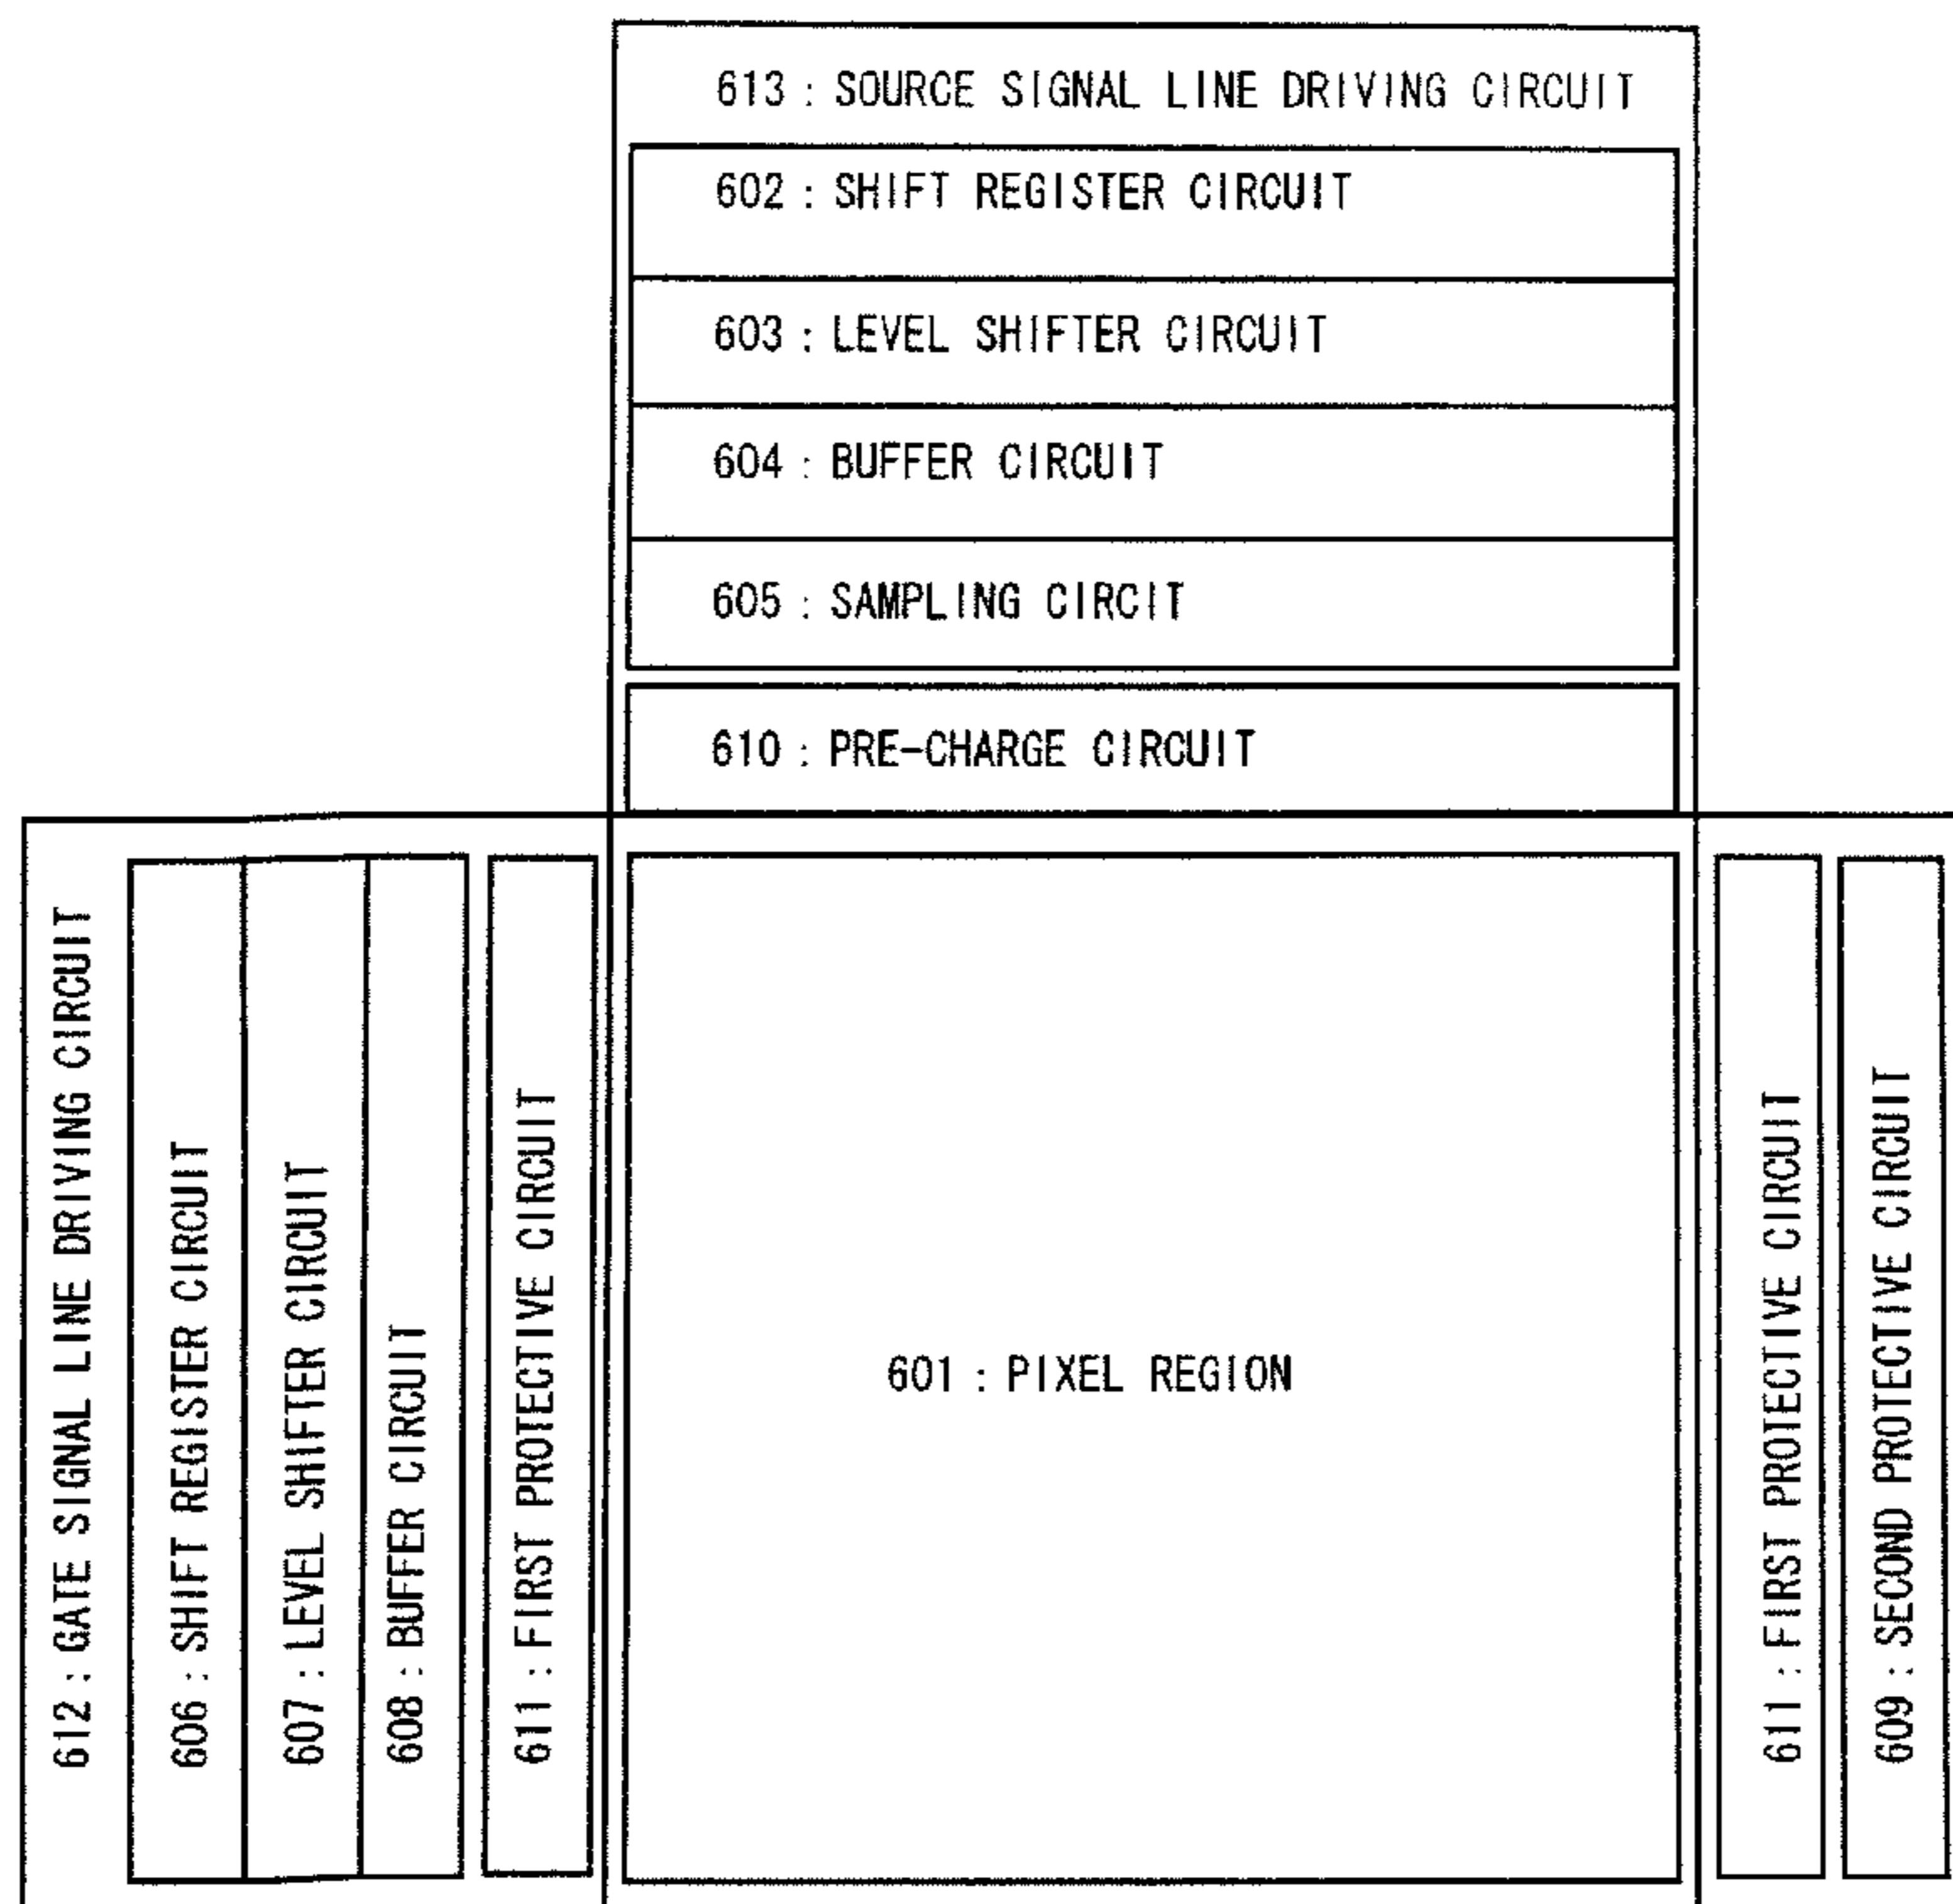 613 : SOURCE SIGNAL LINE DRIVING CIRCUIT
602 : SHIFT REGISTER CIRCUIT
603 : LEVEL SHIFTER CIRCUIT
604 : BUFFER CIRCUIT
605 : SAMPLING CIRCIT
610 : PRE-CHARGE CIRCUIT
612 : GATE SIGNAL LINE DRIVING CIRCUIT
606 : SHIFT REGISTER CIRCUIT
607 : LEVEL SHIFTER CIRCUIT
608 : BUFFER CIRCUIT
611 : FIRST PROTECTIVE CIRCUIT
601 : PIXEL REGION
611 : FIRST PROTECTIVE CIRCUIT
609 : SECOND PROTECTIVE CIRCUIT